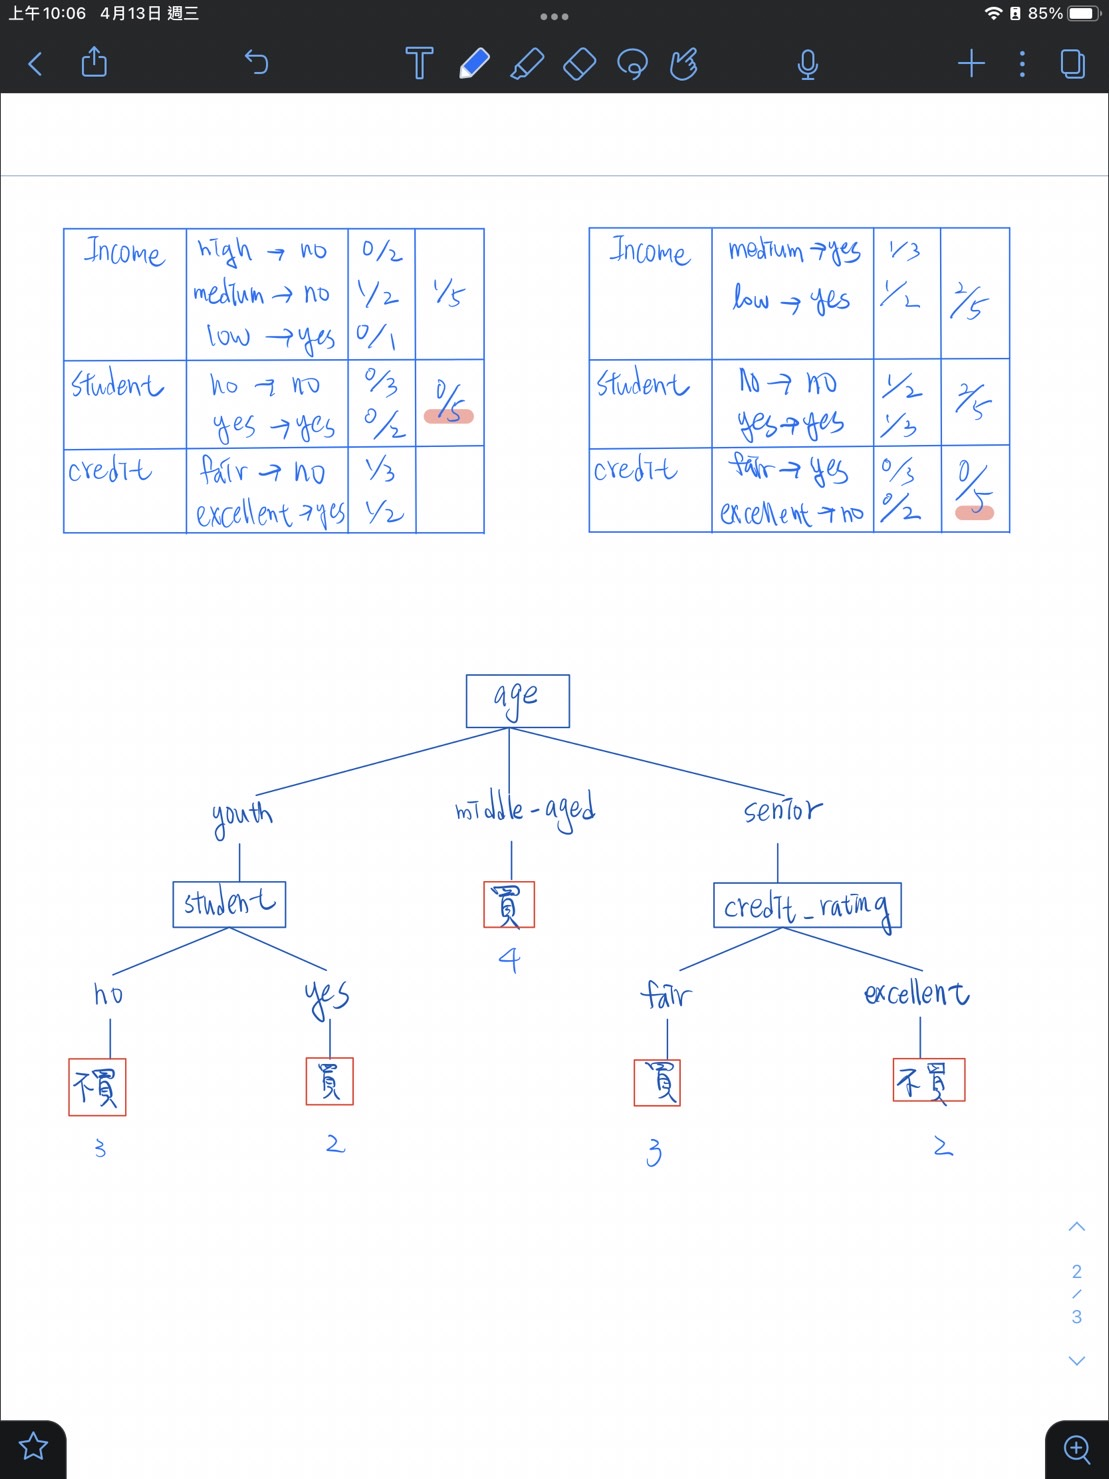 上午10:06 4月13日 週三
85%
Income high → no 0/2
medium → no 1/2 1/5
low → yes 0/1
student no → no 0/3 0/5
yes → yes 0/2
credit fair → no 1/3
excellent → yes 1/2
Income medium → yes 1/3
low → yes 1/2 2/5
student No → no 1/2 2/5
yes → yes 1/3
credit fair → yes 0/3 0/5
excellent → no 0/2
age
youth middle-aged senior
student 買 credit_rating
4
no yes fair excellent
不買 買 買 不買
3 2 3 2
2
/
3